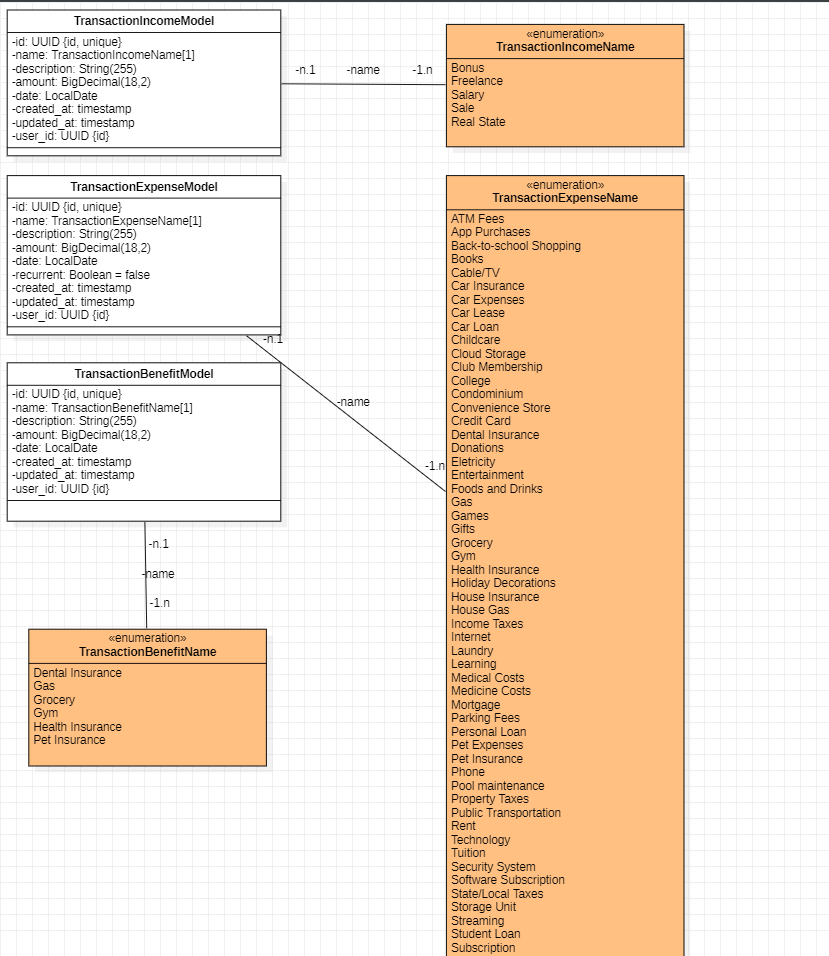 TransactionIncomeModel
-id: UUID {id, unique}
-name: TransactionIncomeName[1]
-description: String(255)
-amount: BigDecimal(18,2)
-date: LocalDate
-created_at: timestamp
-updated_at: timestamp
-user_id: UUID {id}
-n.1
-name
-1.n
«enumeration»
TransactionIncomeName
Bonus
Freelance
Salary
Sale
Real State
TransactionExpenseModel
-id: UUID {id, unique}
-name: TransactionExpenseName[1]
-description: String(255)
-amount: BigDecimal(18,2)
-date: LocalDate
-recurrent: Boolean = false
-created_at: timestamp
-updated_at: timestamp
-user_id: UUID {id}
-n.1
-name
-1.n
«enumeration»
TransactionExpenseName
ATM Fees
App Purchases
Back-to-school Shopping
Books
Cable/TV
Car Insurance
Car Expenses
Car Lease
Car Loan
Childcare
Cloud Storage
Club Membership
College
Condominium
Convenience Store
Credit Card
Dental Insurance
Donations
Eletricity
Entertainment
Foods and Drinks
Gas
Games
Gifts
Grocery
Gym
Health Insurance
Holiday Decorations
House Insurance
House Gas
Income Taxes
Internet
Laundry
Learning
Medical Costs
Medicine Costs
Mortgage
Parking Fees
Personal Loan
Pet Expenses
Pet Insurance
Phone
Pool maintenance
Property Taxes
Public Transportation
Rent
Technology
Tuition
Security System
Software Subscription
State/Local Taxes
Storage Unit
Streaming
Student Loan
Subscription
TransactionBenefitModel
-id: UUID {id, unique}
-name: TransactionBenefitName[1]
-description: String(255)
-amount: BigDecimal(18,2)
-date: LocalDate
-created_at: timestamp
-updated_at: timestamp
-user_id: UUID {id}
-n.1
-name
-1.n
«enumeration»
TransactionBenefitName
Dental Insurance
Gas
Grocery
Gym
Health Insurance
Pet Insurance